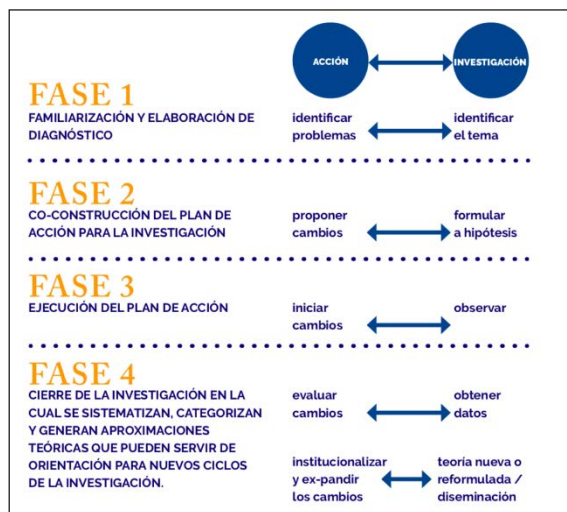 ACCIÓN
INVESTIGACIÓN
FASE 1
FAMILIARIZACIÓN Y ELABORACIÓN DE
DIAGNÓSTICO
identificar
problemas
identificar
el tema
FASE 2
CO-CONSTRUCCIÓN DEL PLAN DE
ACCIÓN PARA LA INVESTIGACIÓN
proponer
cambios
formular
a hipótesis
FASE 3
EJECUCIÓN DEL PLAN DE ACCIÓN
iniciar
cambios
observar
FASE 4
CIERRE DE LA INVESTIGACIÓN EN LA
CUAL SE SISTEMATIZAN, CATEGORIZAN
Y GENERAN APROXIMACIONES
TEÓRICAS QUE PUEDEN SERVIR DE
ORIENTACIÓN PARA NUEVOS CICLOS
DE LA INVESTIGACIÓN.
evaluar
cambios
obtener
datos
institucionalizar
y ex-pandir
los cambios
teoría nueva o
reformulada /
diseminación